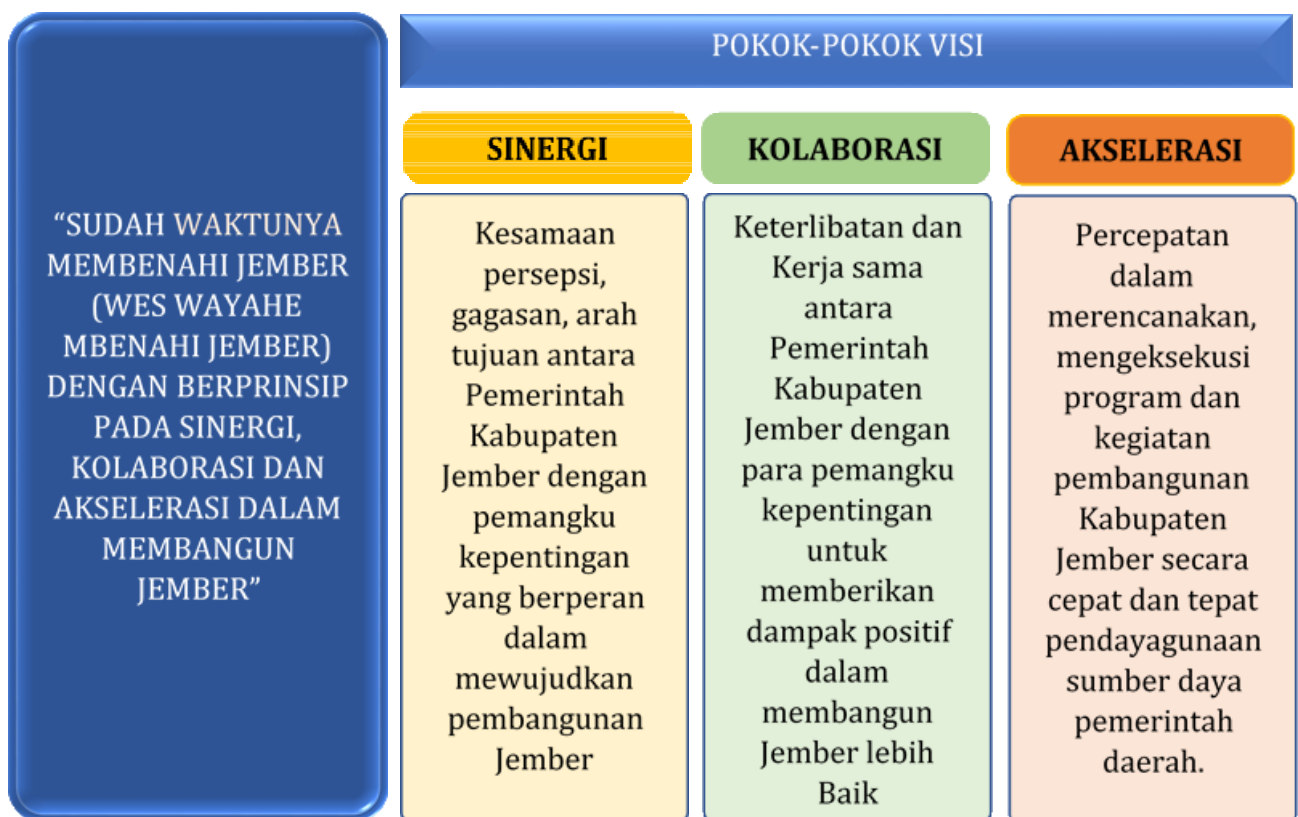 “SUDAH WAKTUNYA
MEMBENAHI JEMBER
(WES WAYAHE
MBENAHI JEMBER)
DENGAN BERPRINSIP
PADA SINERGI,
KOLABORASI DAN
AKSELERASI DALAM
MEMBANGUN
JEMBER”
POKOK-POKOK VISI
SINERGI
Kesamaan
persepsi,
gagasan, arah
tujuan antara
Pemerintah
Kabupaten
Jember dengan
pemangku
kepentingan
yang berperan
dalam
mewujudkan
pembangunan
Jember
KOLABORASI
Keterlibatan dan
Kerja sama
antara
Pemerintah
Kabupaten
Jember dengan
para pemangku
kepentingan
untuk
memberikan
dampak positif
dalam
membangun
Jember lebih
Baik
AKSELERASI
Percepatan
dalam
merencanakan,
mengeksekusi
program dan
kegiatan
pembangunan
Kabupaten
Jember secara
cepat dan tepat
pendayagunaan
sumber daya
pemerintah
daerah.